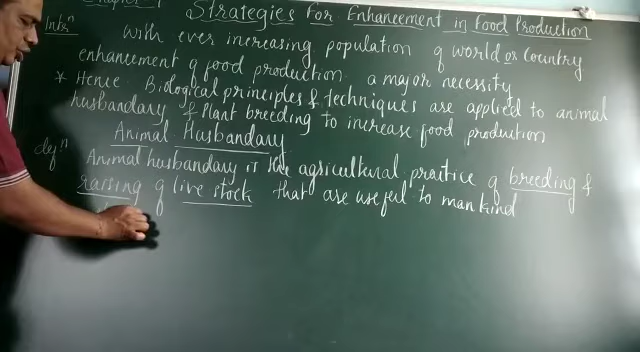 Strategies for Enhancement in Food Production
Intrⁿ With ever increasing population of world or Country
enhancement of food production a major necessity
* Hence Biological principles & techniques are applied to animal
husbandary & Plant breeding to increase food production
Animal Husbandary
defⁿ
Animal husbandary is the agricultural practice of breeding &
raising of live stock that are useful to mankind